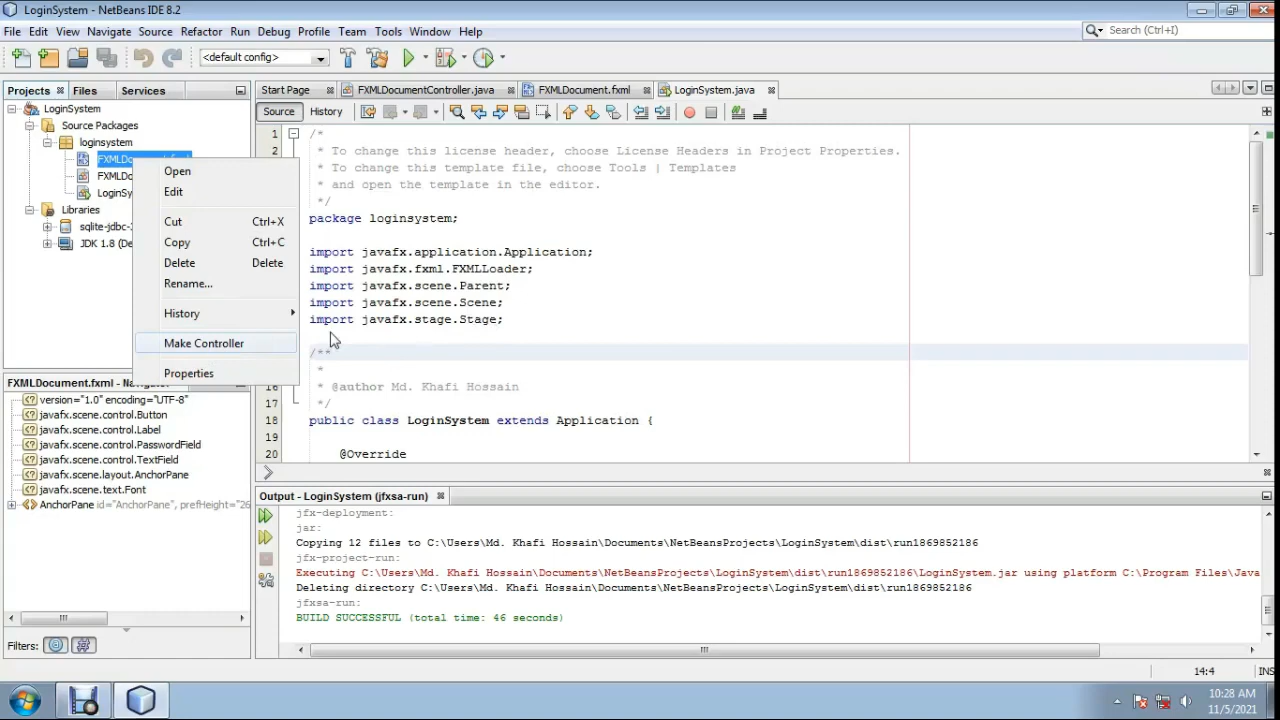 LoginSystem - NetBeans IDE 8.2
File Edit View Navigate Source Refactor Run Debug Profile Team Tools Window Help
Search (Ctrl+I)
<default config>
Projects Files Services
Start Page FXMLDocumentController.java FXMLDocument.fxml LoginSystem.java
Source History
LoginSystem
Source Packages
loginsystem
FXMLDocument.fxml
FXMLDo
LoginSy
Libraries
sqlite-jdbc-
JDK 1.8 (De
Open
Edit
Cut Ctrl+X
Copy Ctrl+C
Delete Delete
Rename...
History
Make Controller
Properties
1 /*
2 * To change this license header, choose License Headers in Project Properties.
* To change this template file, choose Tools | Templates
* and open the template in the editor.
*/
package loginsystem;
import javafx.application.Application;
import javafx.fxml.FXMLLoader;
import javafx.scene.Parent;
import javafx.scene.Scene;
import javafx.stage.Stage;
/**
*
16 * @author Md. Khafi Hossain
17 */
18 public class LoginSystem extends Application {
19
20 @Override
FXMLDocument.fxml - Navigator
version="1.0" encoding="UTF-8"
javafx.scene.control.Button
javafx.scene.control.Label
javafx.scene.control.PasswordField
javafx.scene.control.TextField
javafx.scene.layout.AnchorPane
javafx.scene.text.Font
AnchorPane id="AnchorPane", prefHeight="26
Filters:
Output - LoginSystem (jfxsa-run)
jfx-deployment:
jar:
Copying 12 files to C:\Users\Md. Khafi Hossain\Documents\NetBeansProjects\LoginSystem\dist\run1869852186
jfx-project-run:
Executing C:\Users\Md. Khafi Hossain\Documents\NetBeansProjects\LoginSystem\dist\run1869852186\LoginSystem.jar using platform C:\Program Files\Java
Deleting directory C:\Users\Md. Khafi Hossain\Documents\NetBeansProjects\LoginSystem\dist\run1869852186
jfxsa-run:
BUILD SUCCESSFUL (total time: 46 seconds)
14:4 INS
10:28 AM
11/5/2021